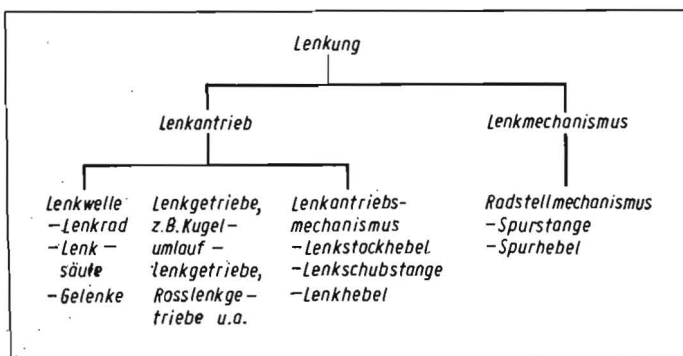 Lenkung
Lenkantrieb
Lenkmechanismus
Lenkwelle
–Lenkrad
–Lenk –
säule
–Gelenke
Lenkgetriebe,
z.B. Kugel-
umlauf –
lenkgetriebe,
Rosslenkge-
triebe u.a.
Lenkantriebs-
mechanismus
–Lenkstockhebel
–Lenkschubstange
–Lenkhebel
Radstellmechanismus
–Spurstange
–Spurhebel